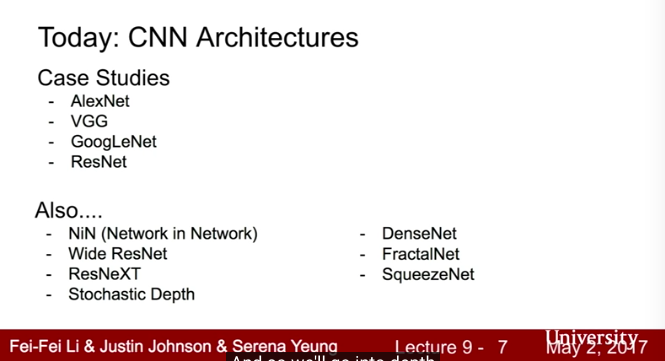 Today: CNN Architectures
Case Studies
- AlexNet
- VGG
- GoogLeNet
- ResNet
Also....
- NiN (Network in Network)
- Wide ResNet
- ResNeXT
- Stochastic Depth
- DenseNet
- FractalNet
- SqueezeNet
Fei-Fei Li & Justin Johnson & Serena Yeung
Lecture 9 - 7
May 2, 2017
University
And so we'll go into depth